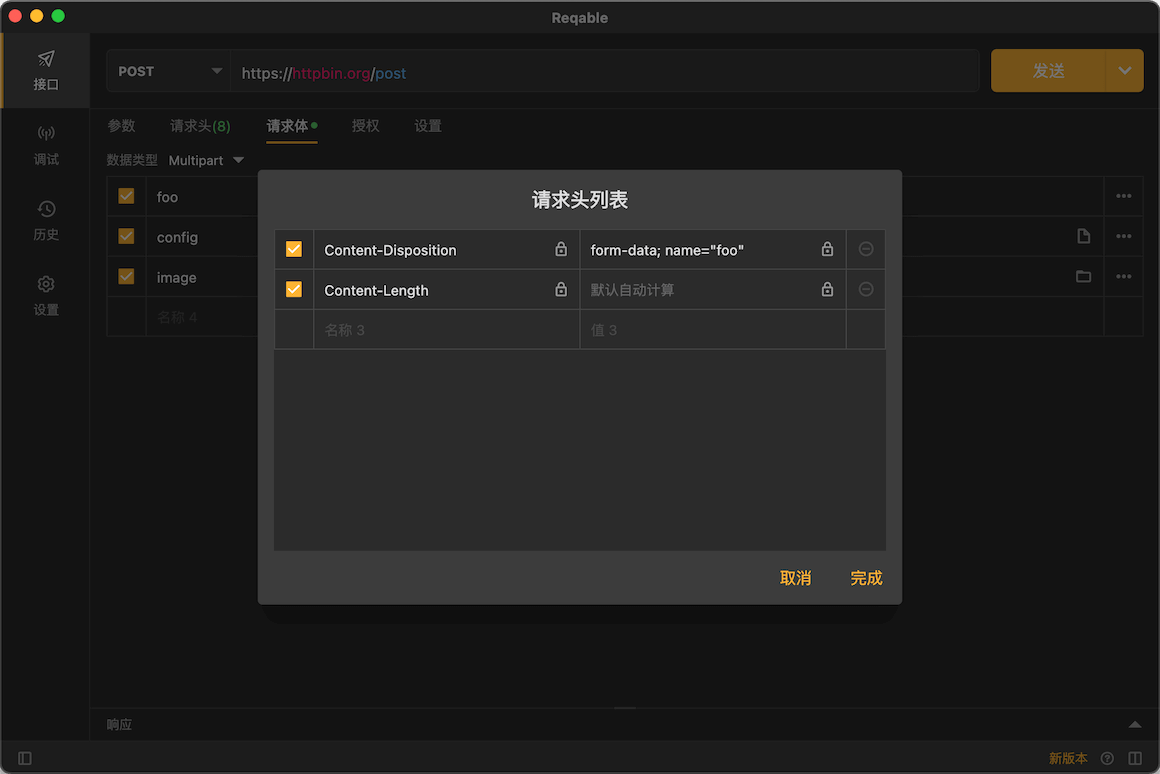 Reqable
接口
调试
历史
设置
POST
https://httpbin.org/post
发送
参数
请求头(8)
请求体
授权
设置
数据类型 Multipart
foo
config
image
名称 4
请求头列表
Content-Disposition
form-data; name="foo"
Content-Length
默认自动计算
名称 3
值 3
取消
完成
响应
新版本